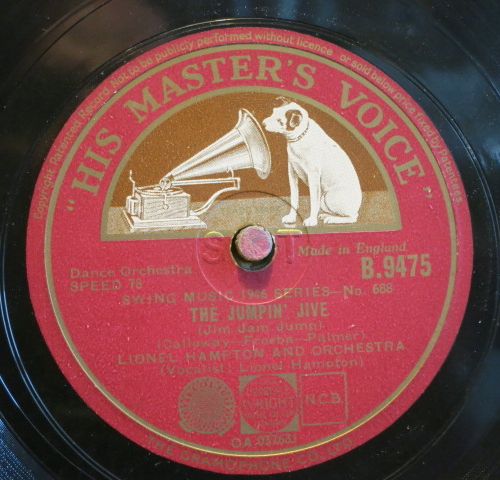 Copyright. Patented Record. Not to be publicly performed without licence or sold below price fixed by Patentees.
"HIS MASTER'S VOICE"
Made in England
Dance Orchestra
B.9475
SPEED 78
SWING MUSIC 1946 SERIES—No. 688
THE JUMPIN' JIVE
(Jim Jam Jump)
(Calloway—Froeba—Palmer)
LIONEL HAMPTON AND ORCHESTRA
(Vocalist: Lionel Hampton)
N.C.B.
OA 037633
THE GRAMOPHONE CO., LTD.